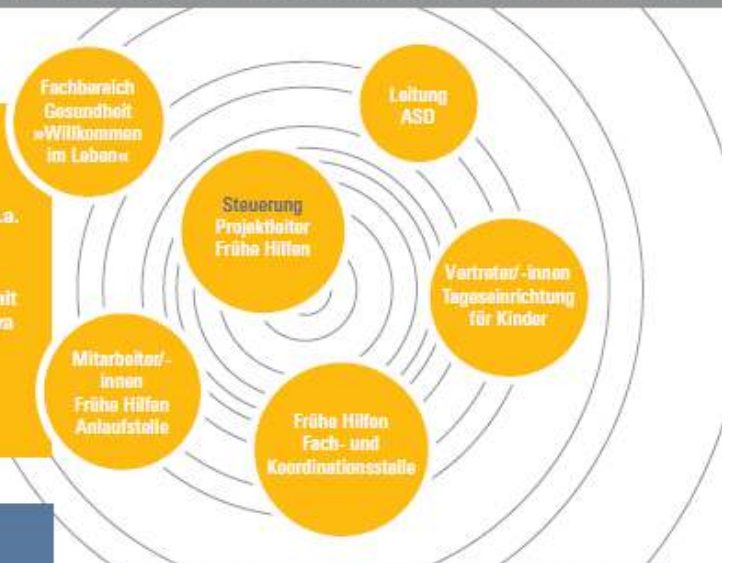 Fachbereich
Gesundheit
»Willkommen
im Leben«
Leitung
ASD
Steuerung
Projektleiter
Frühe Hilfen
Vertreter/-innen
Tageseinrichtung
für Kinder
Mitarbeiter/-
innen
Frühe Hilfen
Anlaufstelle
Frühe Hilfen
Fach- und
Koordinationsstelle